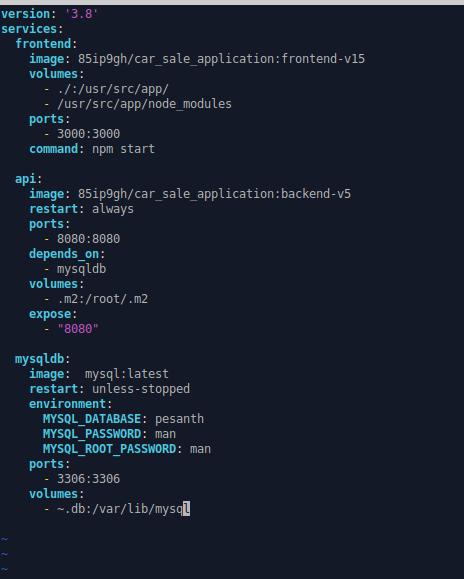 version: '3.8'
services:
  frontend:
    image: 85ip9gh/car_sale_application:frontend-v15
    volumes:
      - ./:/usr/src/app/
      - /usr/src/app/node_modules
    ports:
      - 3000:3000
    command: npm start

  api:
    image: 85ip9gh/car_sale_application:backend-v5
    restart: always
    ports:
      - 8080:8080
    depends_on:
      - mysqldb
    volumes:
      - .m2:/root/.m2
    expose:
      - "8080"

  mysqldb:
    image:  mysql:latest
    restart: unless-stopped
    environment:
      MYSQL_DATABASE: pesanth
      MYSQL_PASSWORD: man
      MYSQL_ROOT_PASSWORD: man
    ports:
      - 3306:3306
    volumes:
      - ~.db:/var/lib/mysql

~
~
~